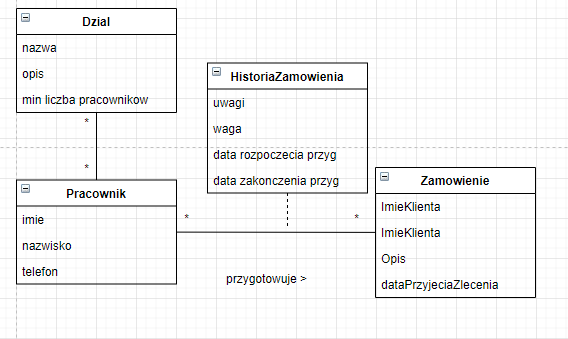 Dzial
nazwa
opis
min liczba pracownikow
*
*
Pracownik
imie
nazwisko
telefon
HistoriaZamowienia
uwagi
waga
data rozpoczecia przyg
data zakonczenia przyg
*
*
przygotowuje >
Zamowienie
ImieKlienta
ImieKlienta
Opis
dataPrzyjeciaZlecenia